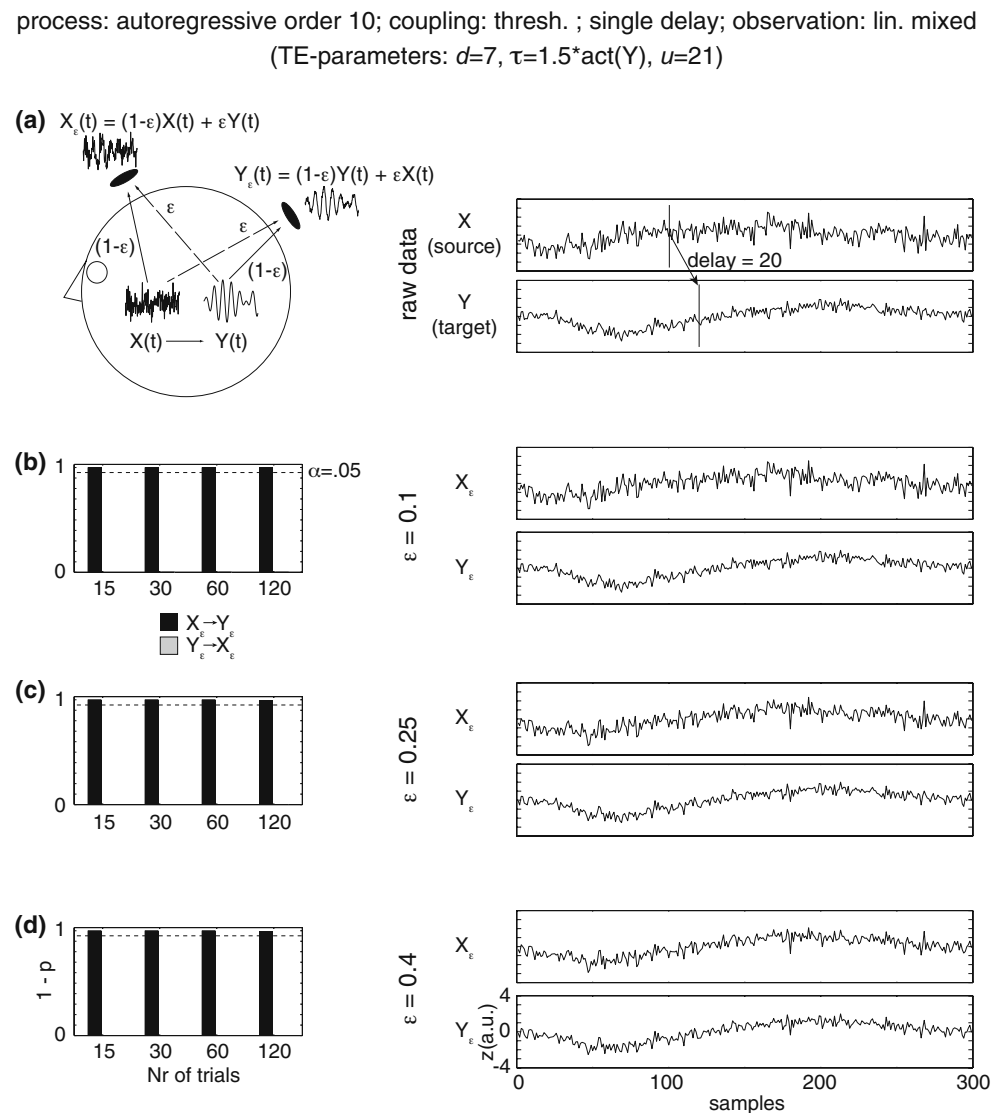 process: autoregressive order 10; coupling: thresh. ; single delay; observation: lin. mixed
(TE-parameters: d=7, τ=1.5*act(Y), u=21)
(a) Xε(t) = (1-ε)X(t) + εY(t)
Yε(t) = (1-ε)Y(t) + εX(t)
ε
ε
(1-ε)
(1-ε)
X(t) Y(t)
raw data
X
(source)
delay = 20
Y
(target)
(b)
1
α=.05
0
15 30 60 120
Xε→Yε
Yε→Xε
ε = 0.1
Xε
Yε
(c)
1
0
15 30 60 120
ε = 0.25
Xε
Yε
(d)
1
1 - p
0
15 30 60 120
Nr of trials
ε = 0.4
Xε
Yε
z(a.u.)
4
0
-4
0 100 200 300
samples